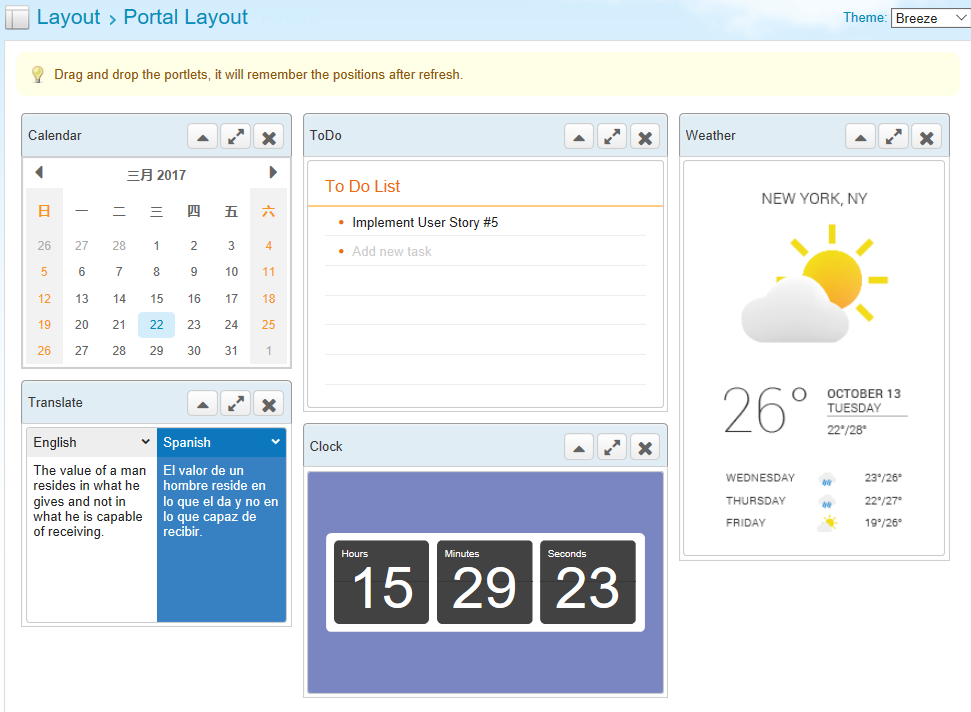 Layout › Portal Layout
Theme: Breeze
Drag and drop the portlets, it will remember the positions after refresh.
Calendar
三月 2017
日 一 二 三 四 五 六
26 27 28 1 2 3 4
5 6 7 8 9 10 11
12 13 14 15 16 17 18
19 20 21 22 23 24 25
26 27 28 29 30 31 1
Translate
English
The value of a man
resides in what he
gives and not in
what he is capable
of receiving.
Spanish
El valor de un
hombre reside en
lo que el da y no en
lo que capaz de
recibir.
ToDo
To Do List
Implement User Story #5
Add new task
Clock
Hours Minutes Seconds
15 29 23
Weather
NEW YORK, NY
26°
OCTOBER 13
TUESDAY
22°/28°
WEDNESDAY 23°/26°
THURSDAY 22°/27°
FRIDAY 19°/26°